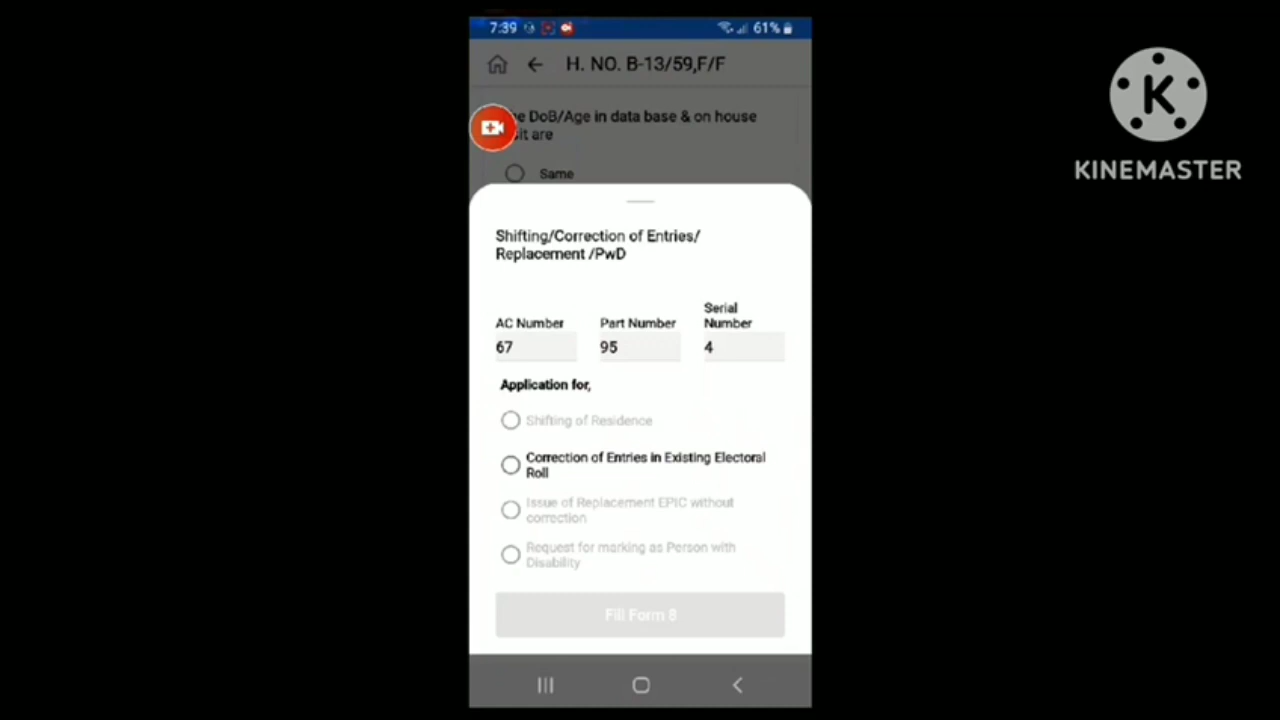 7:39
61%
H. NO. B-13/59,F/F
DoB/Age in data base & on house
are
Same
Shifting/Correction of Entries/
Replacement /PwD
AC Number
Part Number
Serial
Number
67
95
4
Application for,
Shifting of Residence
Correction of Entries in Existing Electoral
Roll
Issue of Replacement EPIC without
correction
Request for marking as Person with
Disability
Fill Form 8
K
KINEMASTER